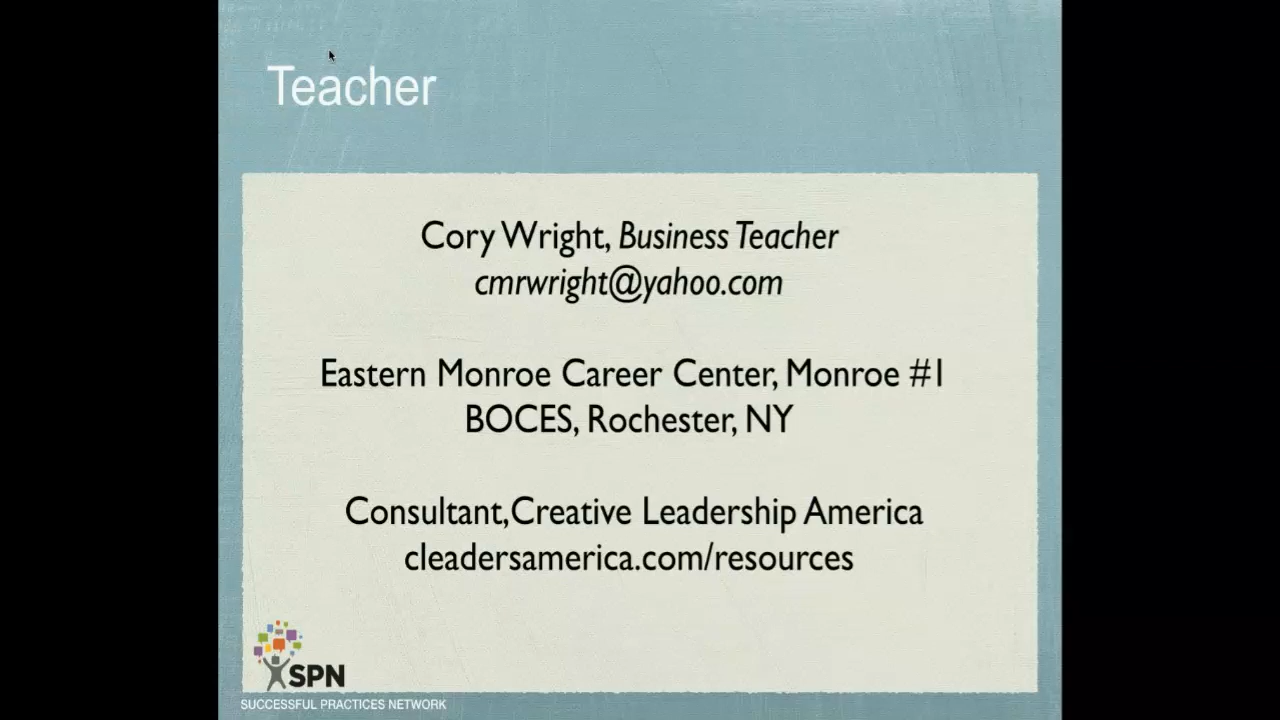 Teacher
Cory Wright, Business Teacher
cmrwright@yahoo.com
Eastern Monroe Career Center, Monroe #1
BOCES, Rochester, NY
Consultant,Creative Leadership America
cleadersamerica.com/resources
SPN
SUCCESSFUL PRACTICES NETWORK